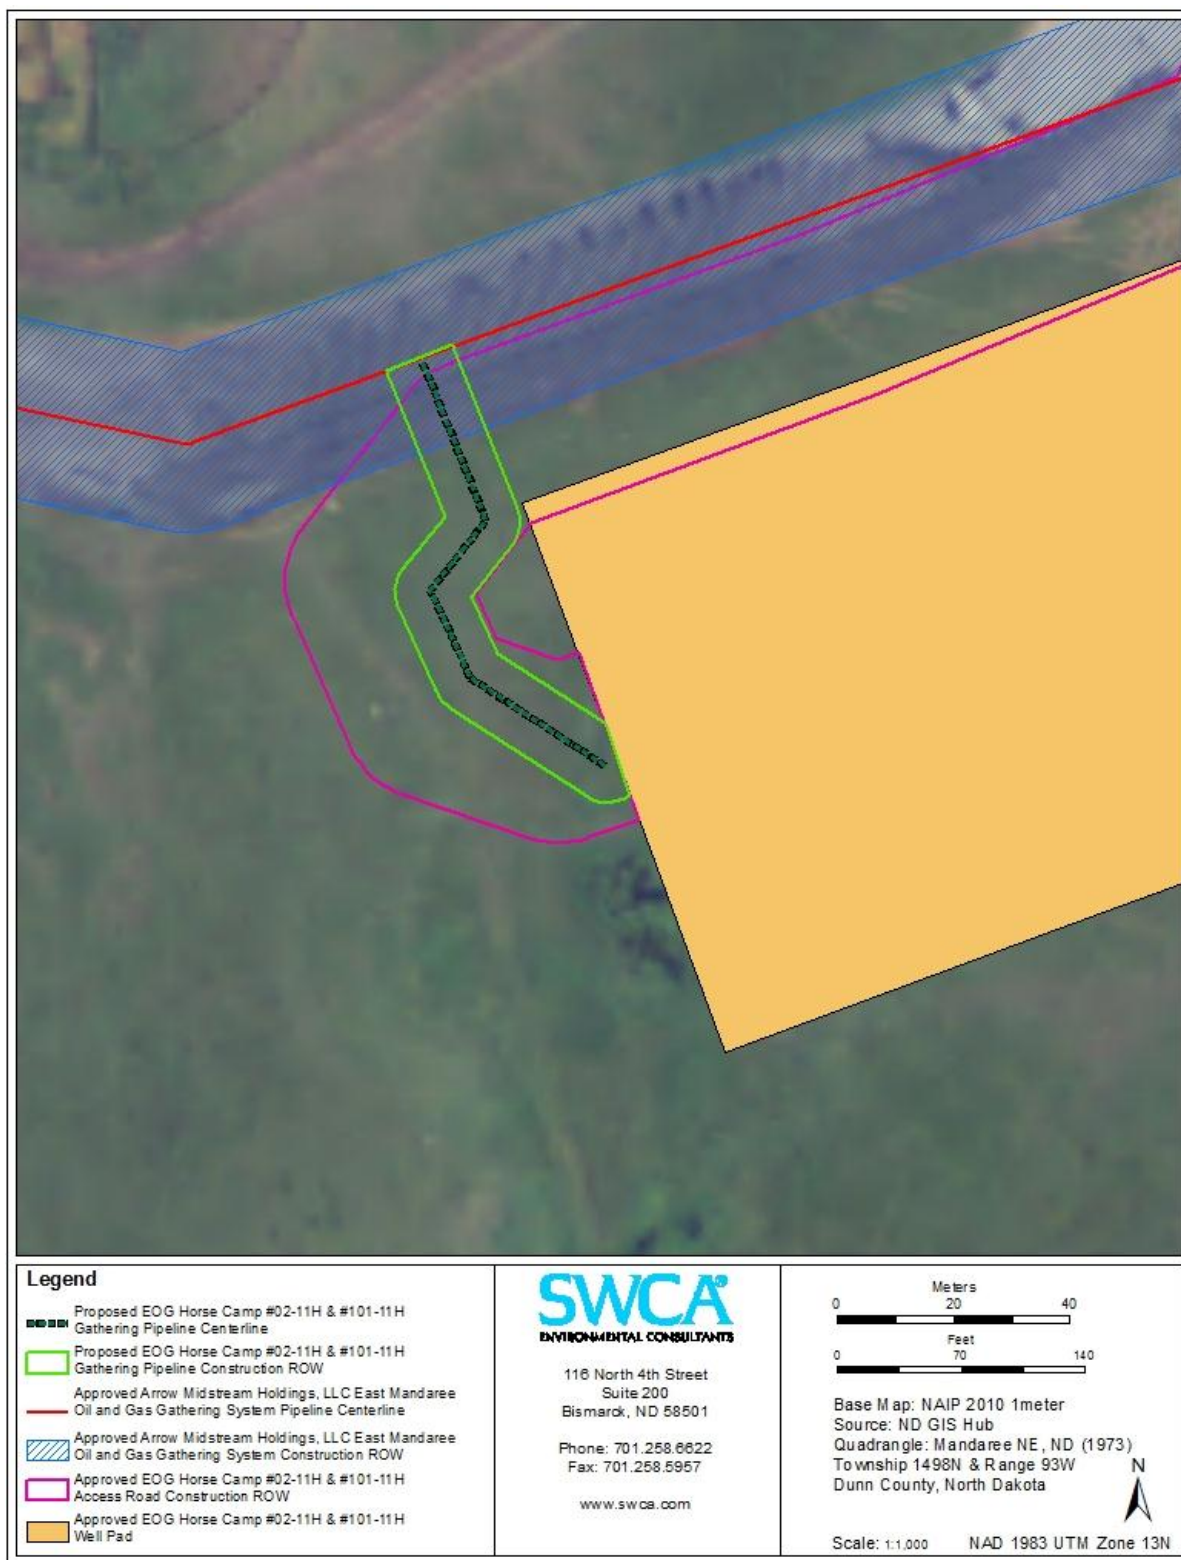 Legend
Proposed EOG Horse Camp #02-11H & #101-11H
Gathering Pipeline Centerline
Proposed EOG Horse Camp #02-11H & #101-11H
Gathering Pipeline Construction ROW
Approved Arrow Midstream Holdings, LLC East Mandaree
Oil and Gas Gathering System Pipeline Centerline
Approved Arrow Midstream Holdings, LLC East Mandaree
Oil and Gas Gathering System Construction ROW
Approved EOG Horse Camp #02-11H & #101-11H
Access Road Construction ROW
Approved EOG Horse Camp #02-11H & #101-11H
Well Pad
SWCA®
ENVIRONMENTAL CONSULTANTS
116 North 4th Street
Suite 200
Bismarck, ND 58501
Phone: 701.258.6622
Fax: 701.258.5957
www.swca.com
Meters
0 20 40
Feet
0 70 140
Base Map: NAIP 2010 1meter
Source: ND GIS Hub
Quadrangle: Mandaree NE, ND (1973)
Township 1498N & Range 93W
Dunn County, North Dakota
N
Scale: 1:1,000 NAD 1983 UTM Zone 13N